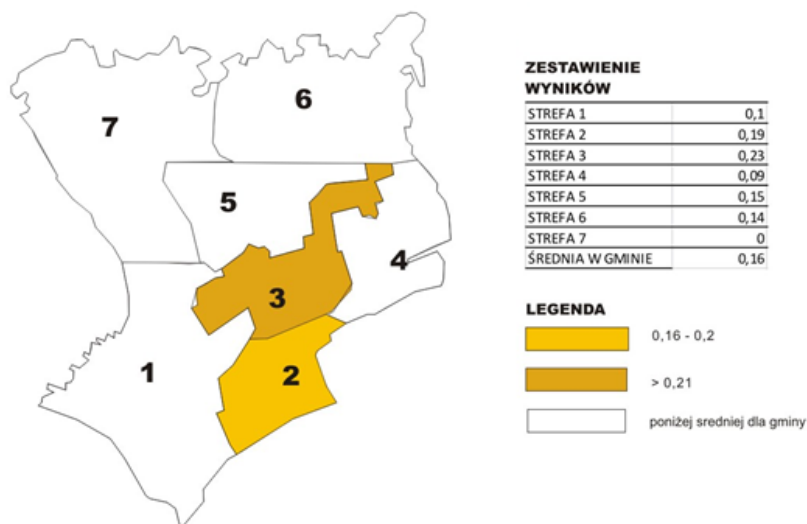 7
6
5
4
3
1
2
ZESTAWIENIE
WYNIKÓW
STREFA 1 0,1
STREFA 2 0,19
STREFA 3 0,23
STREFA 4 0,09
STREFA 5 0,15
STREFA 6 0,14
STREFA 7 0
ŚREDNIA W GMINIE 0,16
LEGENDA
0,16 - 0,2
> 0,21
poniżej sredniej dla gminy